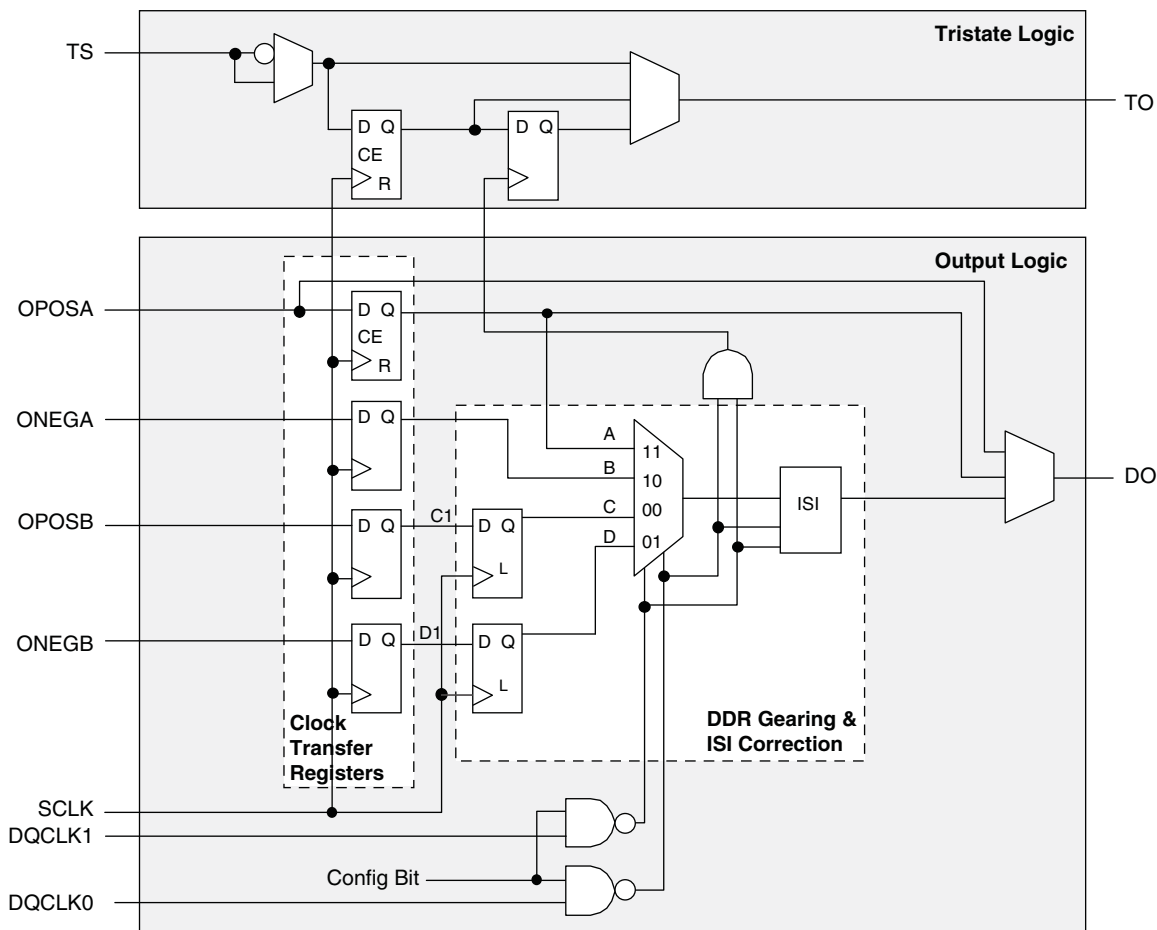 Tristate Logic
TS
TO
D Q
CE
R
D Q
Output Logic
OPOSA
D Q
CE
R
ONEGA
D Q
A
11
B
10
C
00
D
01
ISI
DO
OPOSB
D Q
C1
D Q
L
ONEGB
D Q
D1
D Q
L
Clock
Transfer
Registers
DDR Gearing &
ISI Correction
SCLK
DQCLK1
Config Bit
DQCLK0